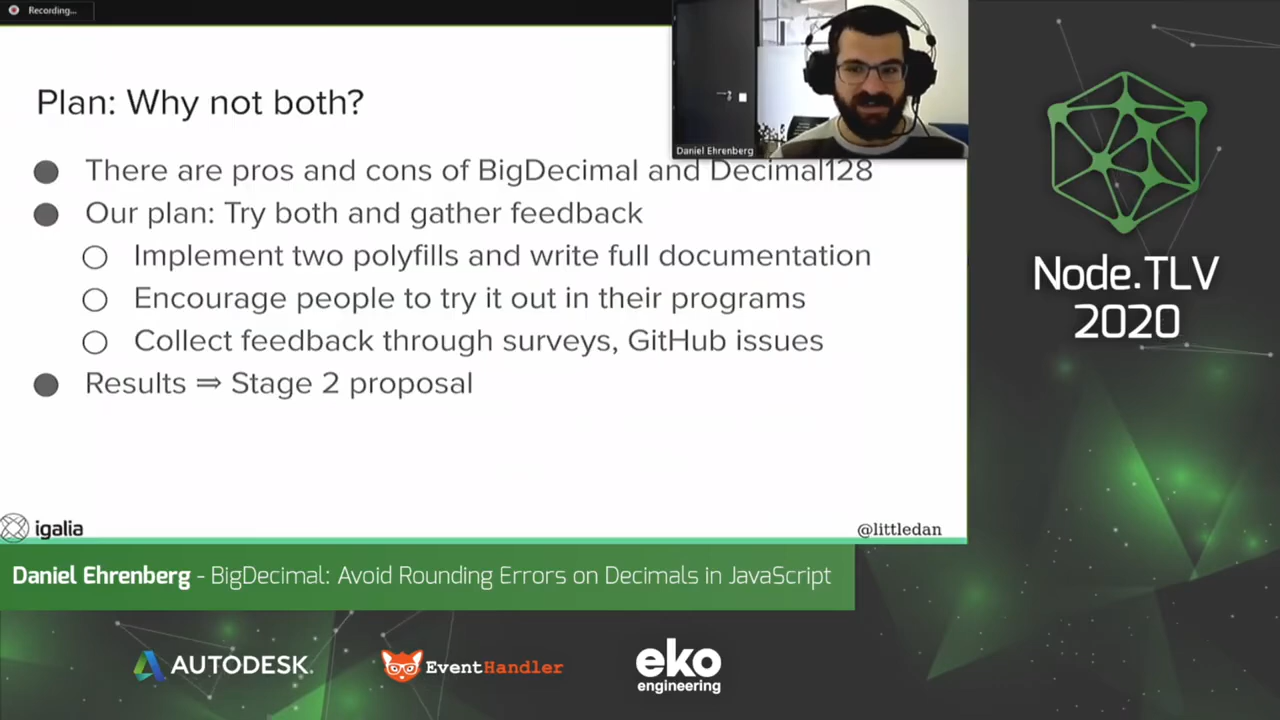 Recording...
Plan: Why not both?
Daniel Ehrenberg
There are pros and cons of BigDecimal and Decimal128
Our plan: Try both and gather feedback
Implement two polyfills and write full documentation
Encourage people to try it out in their programs
Collect feedback through surveys, GitHub issues
Results ⇒ Stage 2 proposal
igalia
@littledan
Node.TLV
2020
Daniel Ehrenberg - BigDecimal: Avoid Rounding Errors on Decimals in JavaScript
AUTODESK.
EventHandler
eko
engineering